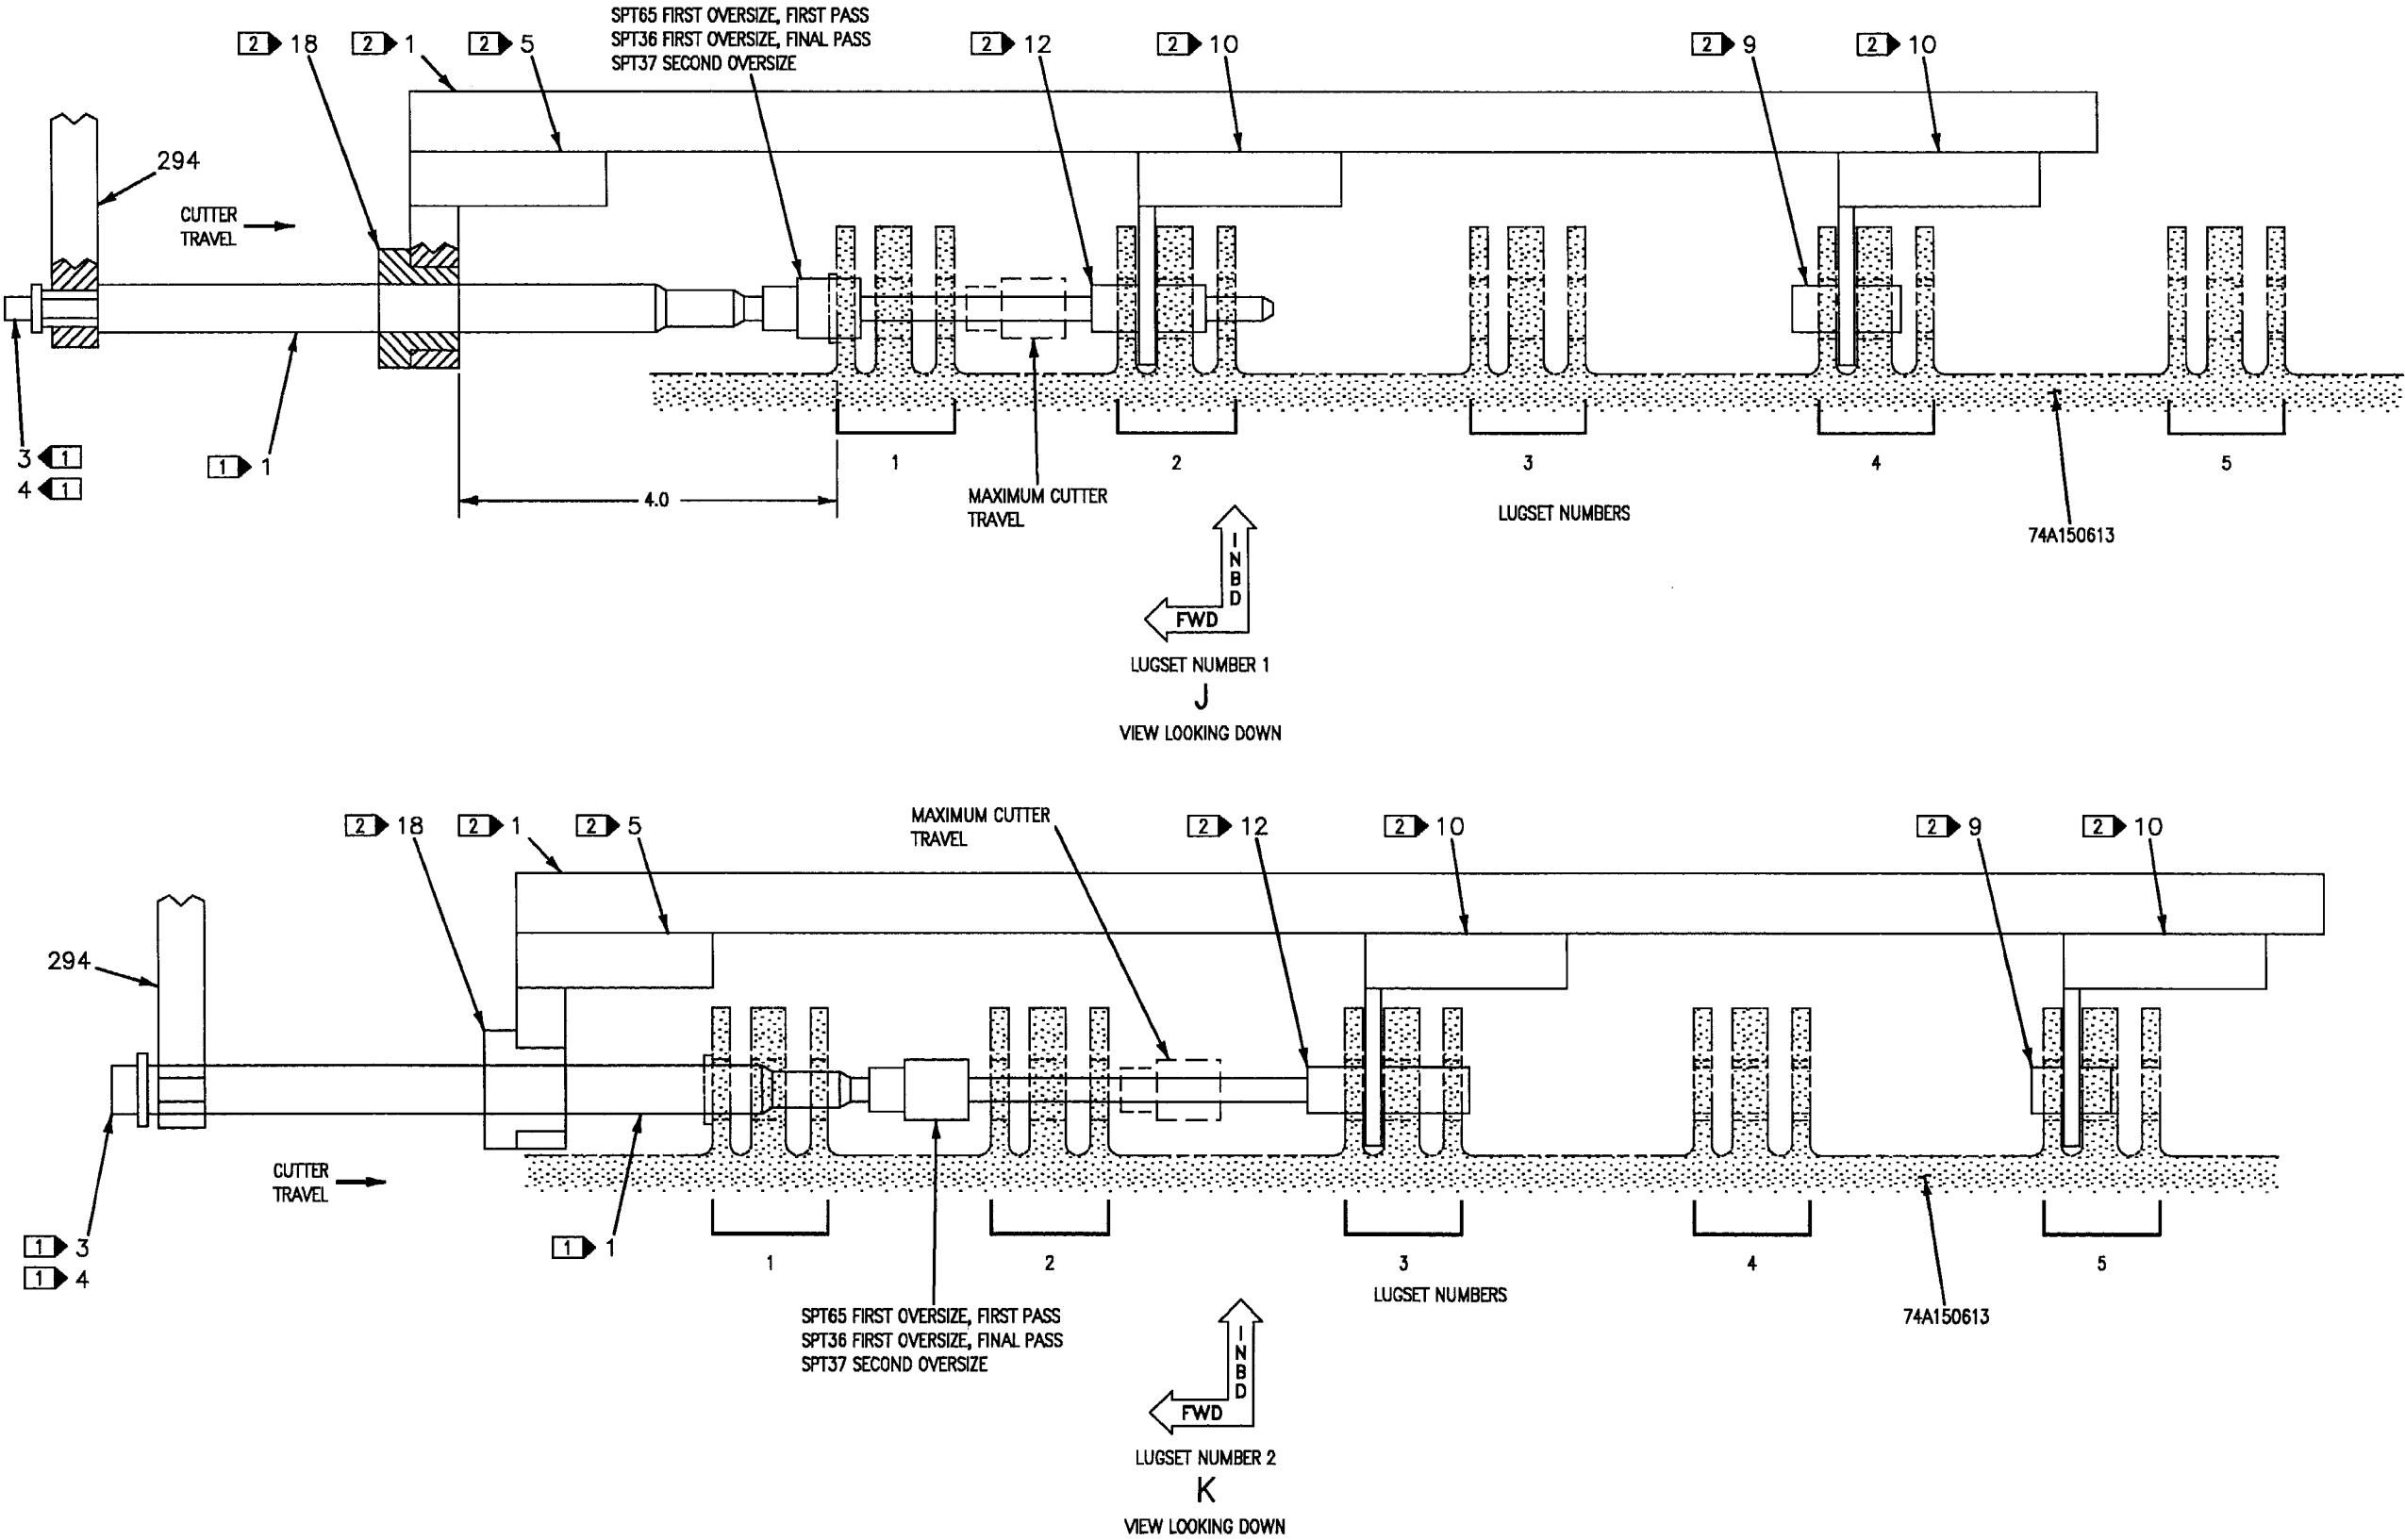 SPT65 FIRST OVERSIZE, FIRST PASS
SPT36 FIRST OVERSIZE, FINAL PASS
SPT37 SECOND OVERSIZE
2 18
2 1
2 5
2 12
2 10
2 9
2 10
294
CUTTER
TRAVEL
3 1
4 1
1 1
4.0
MAXIMUM CUTTER
TRAVEL
1
2
3
4
5
LUGSET NUMBERS
74A150613
INBD
FWD
LUGSET NUMBER 1
J
VIEW LOOKING DOWN
2 18
2 1
2 5
MAXIMUM CUTTER
TRAVEL
2 12
2 10
2 9
2 10
294
CUTTER
TRAVEL
1 3
1 4
1 1
1
2
3
4
5
LUGSET NUMBERS
74A150613
SPT65 FIRST OVERSIZE, FIRST PASS
SPT36 FIRST OVERSIZE, FINAL PASS
SPT37 SECOND OVERSIZE
INBD
FWD
LUGSET NUMBER 2
K
VIEW LOOKING DOWN